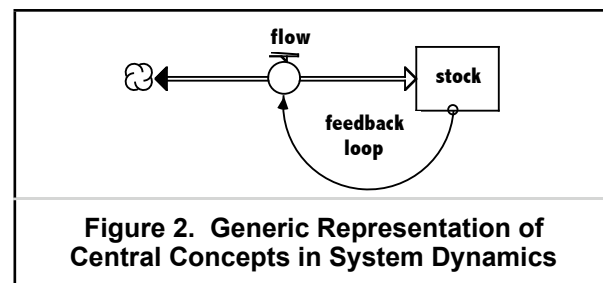 flow
stock
feedback
loop
Figure 2. Generic Representation of
Central Concepts in System Dynamics